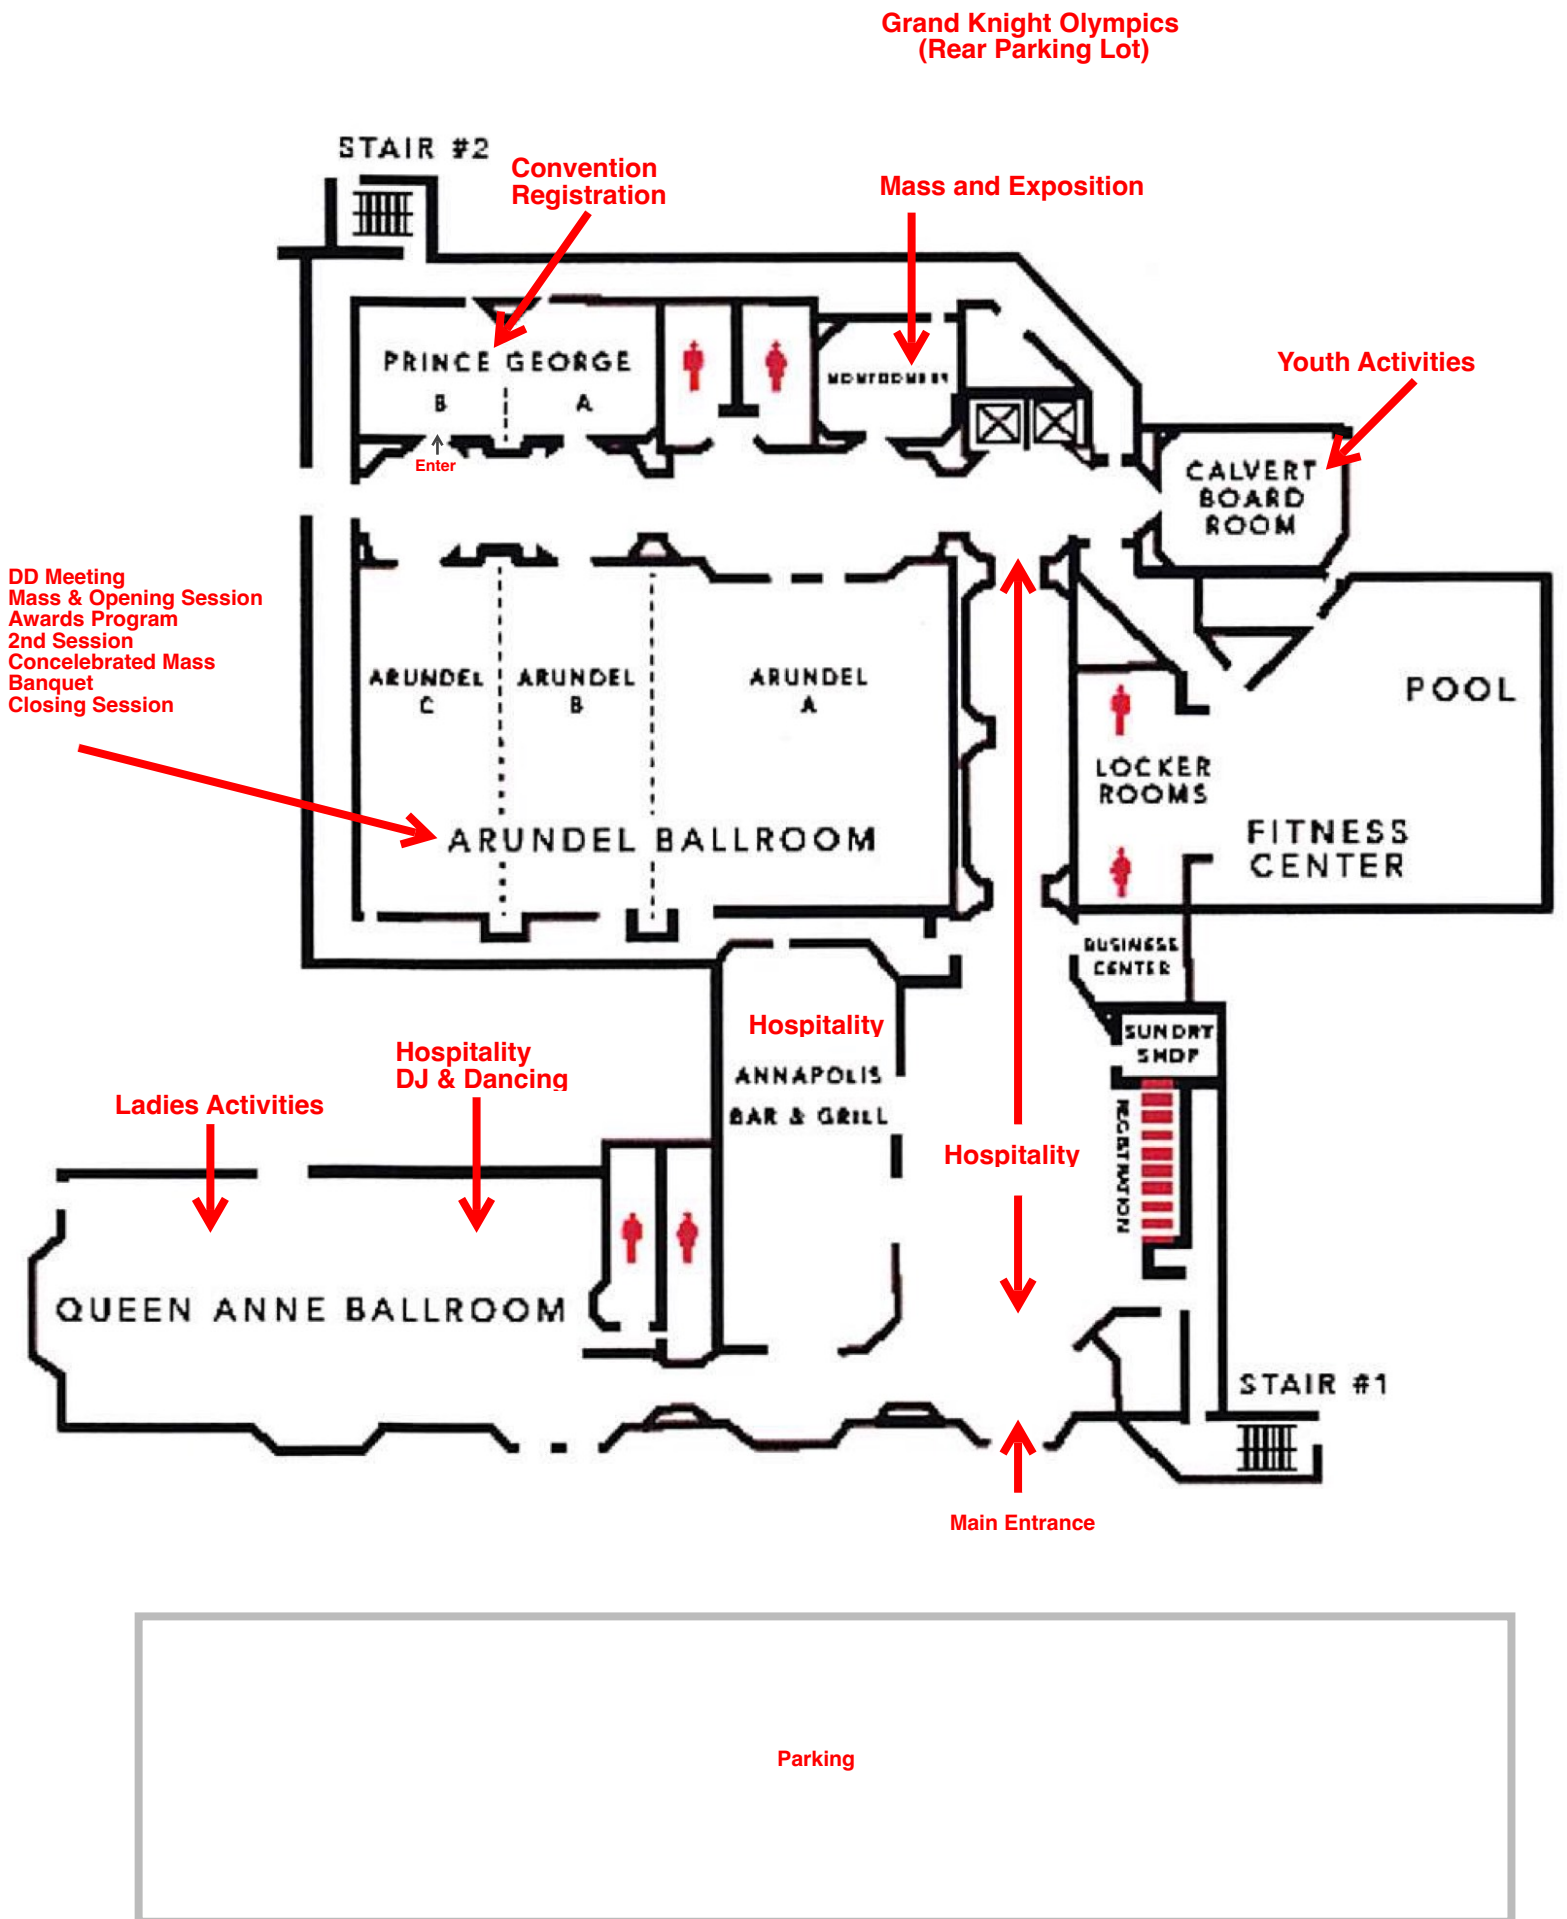 Grand Knight Olympics
(Rear Parking Lot)
STAIR #2
Convention
Registration
Mass and Exposition
Youth Activities
PRINCE GEORGE
B
A
Enter
MONTGOMERY
CALVERT
BOARD
ROOM
DD Meeting
Mass & Opening Session
Awards Program
2nd Session
Concelebrated Mass
Banquet
Closing Session
ARUNDEL
C
ARUNDEL
B
ARUNDEL
A
ARUNDEL BALLROOM
POOL
LOCKER
ROOMS
FITNESS
CENTER
BUSINESS
CENTER
SUNDRY
SHOP
REGISTRATION
Hospitality
ANNAPOLIS
BAR & GRILL
Hospitality
DJ & Dancing
Ladies Activities
Hospitality
QUEEN ANNE BALLROOM
STAIR #1
Main Entrance
Parking